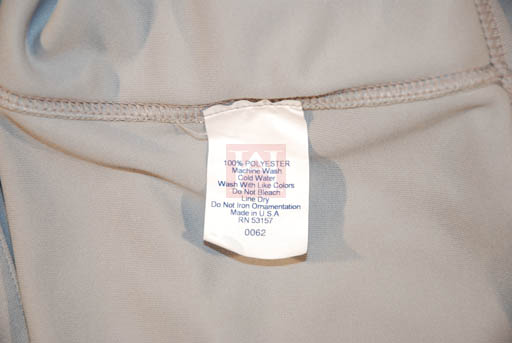 100% POLYESTER
Machine Wash
Cold Water
Wash With Like Colors
Do Not Bleach
Line Dry
Do Not Iron Ornamentation
Made in U.S.A
RN 53157
0062